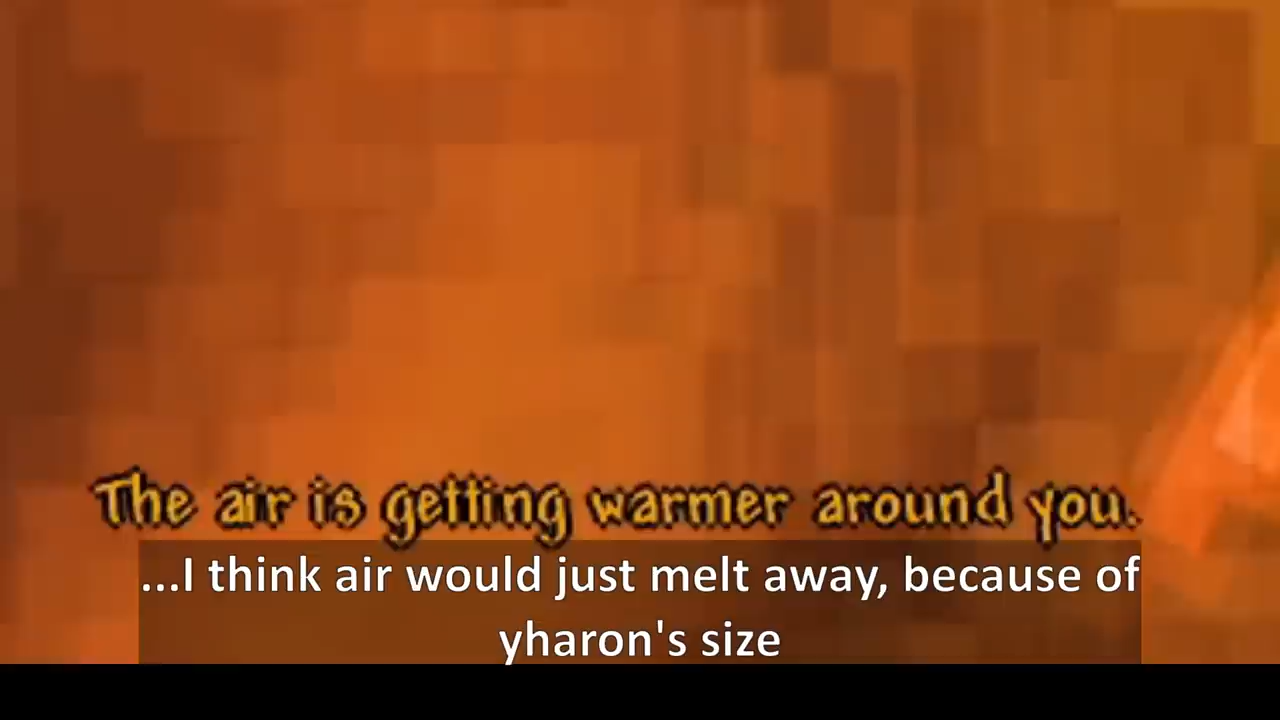 The air is getting warmer around you.
...I think air would just melt away, because of
yharon's size